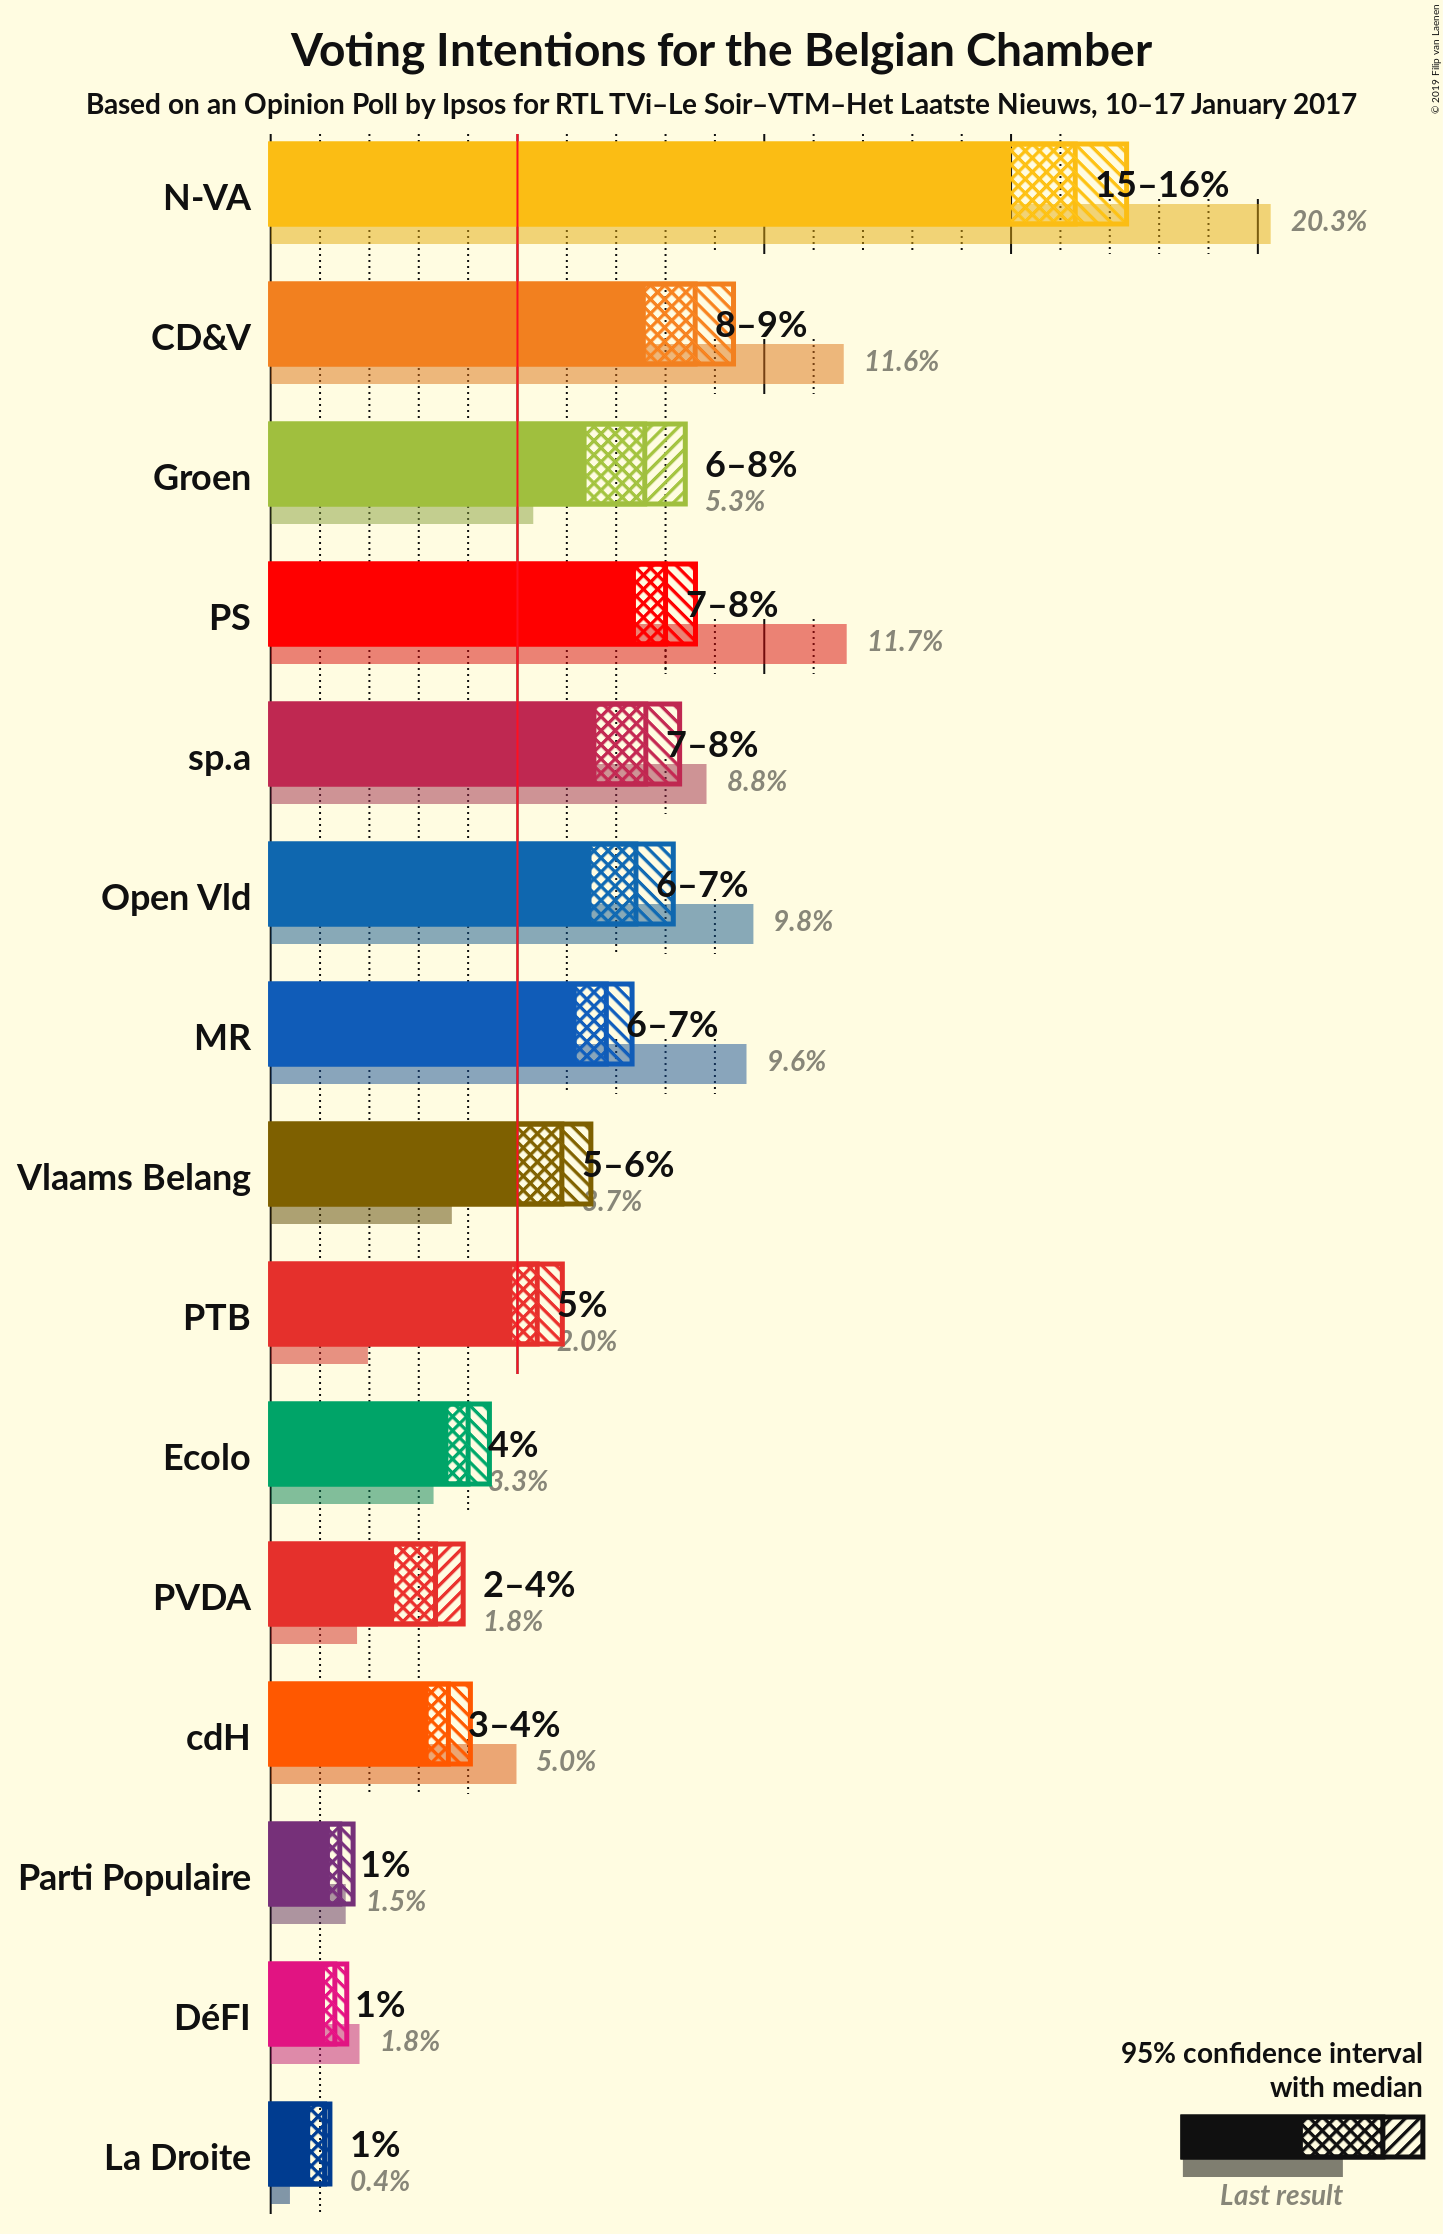 Voting Intentions for the Belgian Chamber
Based on an Opinion Poll by Ipsos for RTL TVi–Le Soir–VTM–Het Laatste Nieuws, 10–17 January 2017
© 2019 Filip van Laenen
N-VA
15–16%
20.3%
CD&V
8–9%
11.6%
Groen
6–8%
5.3%
PS
7–8%
11.7%
sp.a
7–8%
8.8%
Open Vld
6–7%
9.8%
MR
6–7%
9.6%
Vlaams Belang
5–6%
3.7%
PTB
5%
2.0%
Ecolo
4%
3.3%
PVDA
2–4%
1.8%
cdH
3–4%
5.0%
Parti Populaire
1%
1.5%
DéFI
1%
1.8%
La Droite
1%
0.4%
95% confidence interval
with median
Last result